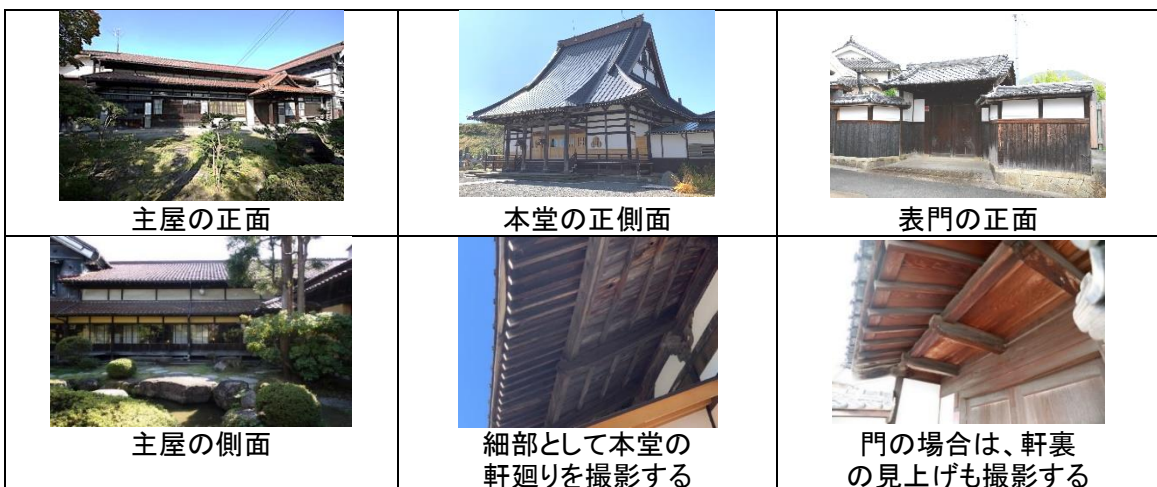 主屋の正面
本堂の正側面
表門の正面
主屋の側面
細部として本堂の
軒廻りを撮影する
門の場合は、軒裏
の見上げも撮影する